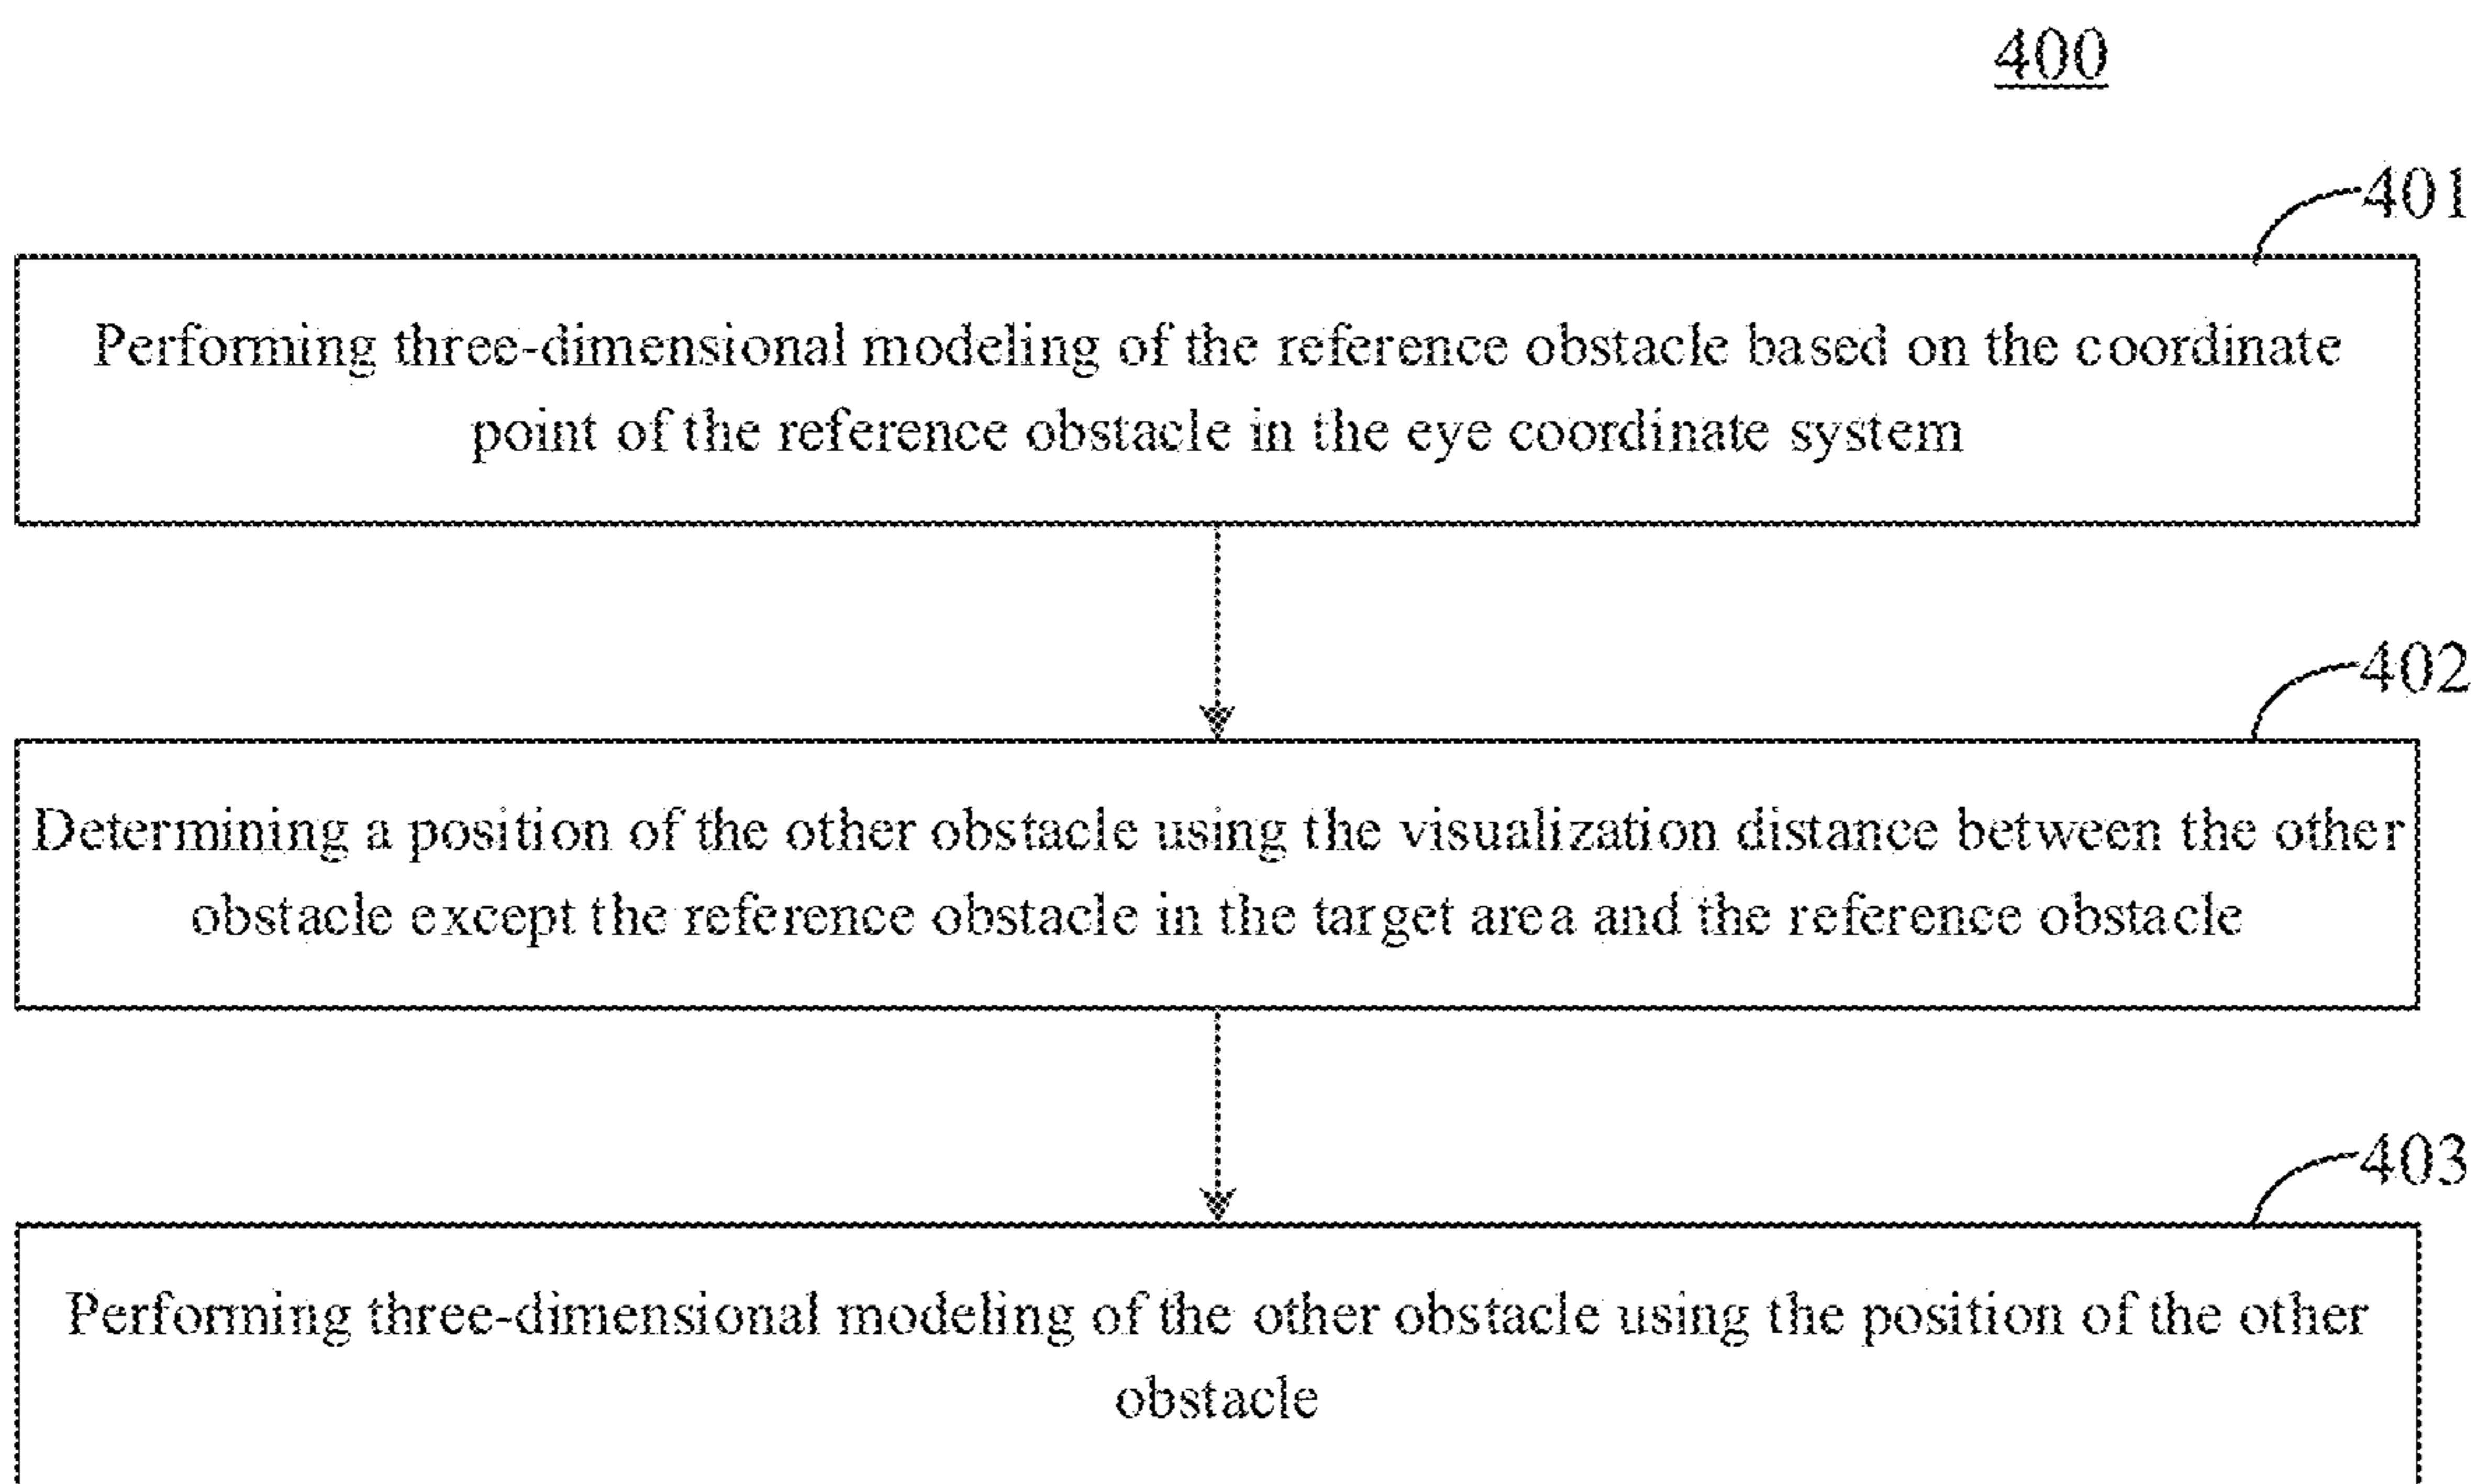 400
401
Performing three-dimensional modeling of the reference obstacle based on the coordinate
point of the reference obstacle in the eye coordinate system
402
Determining a position of the other obstacle using the visualization distance between the other
obstacle except the reference obstacle in the target area and the reference obstacle
403
Performing three-dimensional modeling of the other obstacle using the position of the other
obstacle